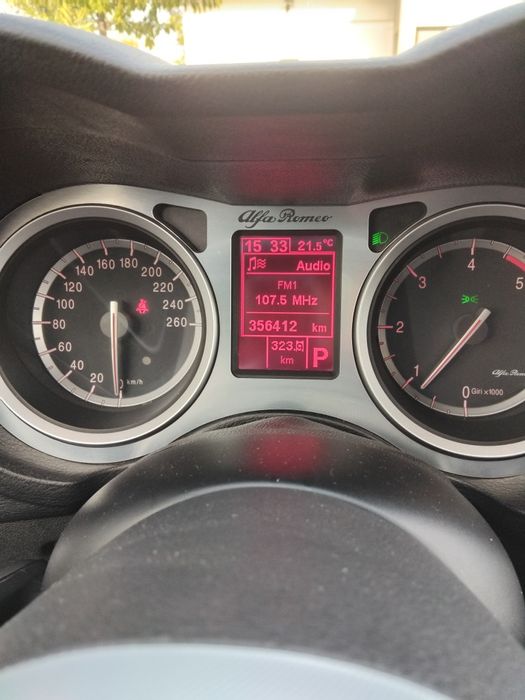 Alfa Romeo
15 33 21.5°C
Audio
FM1
107.5 MHz
356412 km
323.5
km
P
0 20 40 60 80 100 120 140 160 180 200 220 240 260
km/h
0 1 2 3 4 5
Alfa Romeo
Giri x1000